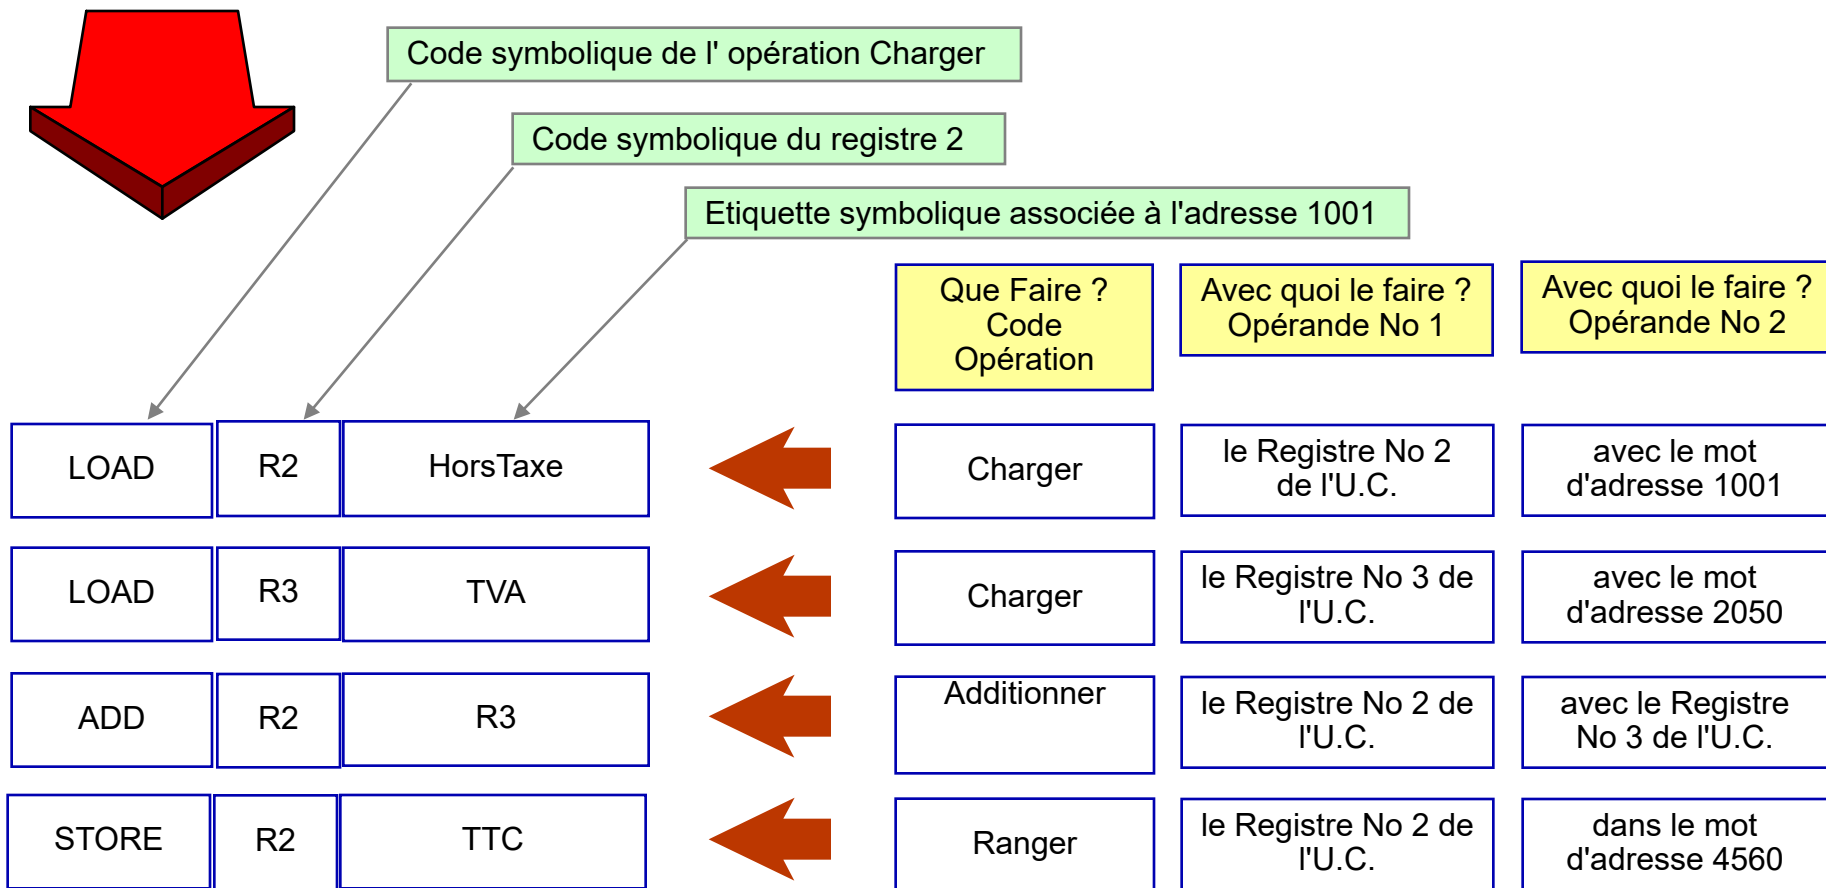 Code symbolique de l' opération Charger
Code symbolique du registre 2
Etiquette symbolique associée à l'adresse 1001
Que Faire ?
Code
Opération
Avec quoi le faire ?
Opérande No 1
Avec quoi le faire ?
Opérande No 2
LOAD
R2
HorsTaxe
Charger
le Registre No 2
de l'U.C.
avec le mot
d'adresse 1001
LOAD
R3
TVA
Charger
le Registre No 3 de
l'U.C.
avec le mot
d'adresse 2050
ADD
R2
R3
Additionner
le Registre No 2 de
l'U.C.
avec le Registre
No 3 de l'U.C.
STORE
R2
TTC
Ranger
le Registre No 2 de
l'U.C.
dans le mot
d'adresse 4560